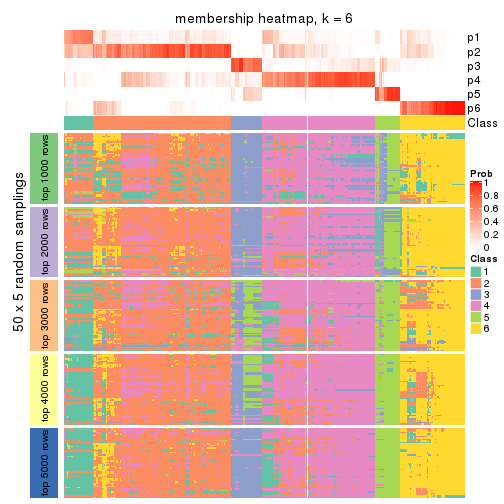 membership heatmap, k = 6
p1
p2
p3
p4
p5
p6
Class
50 x 5 random samplings
top 1000 rows
top 2000 rows
top 3000 rows
top 4000 rows
top 5000 rows
Prob
1
0.8
0.6
0.4
0.2
0
Class
1
2
3
4
5
6